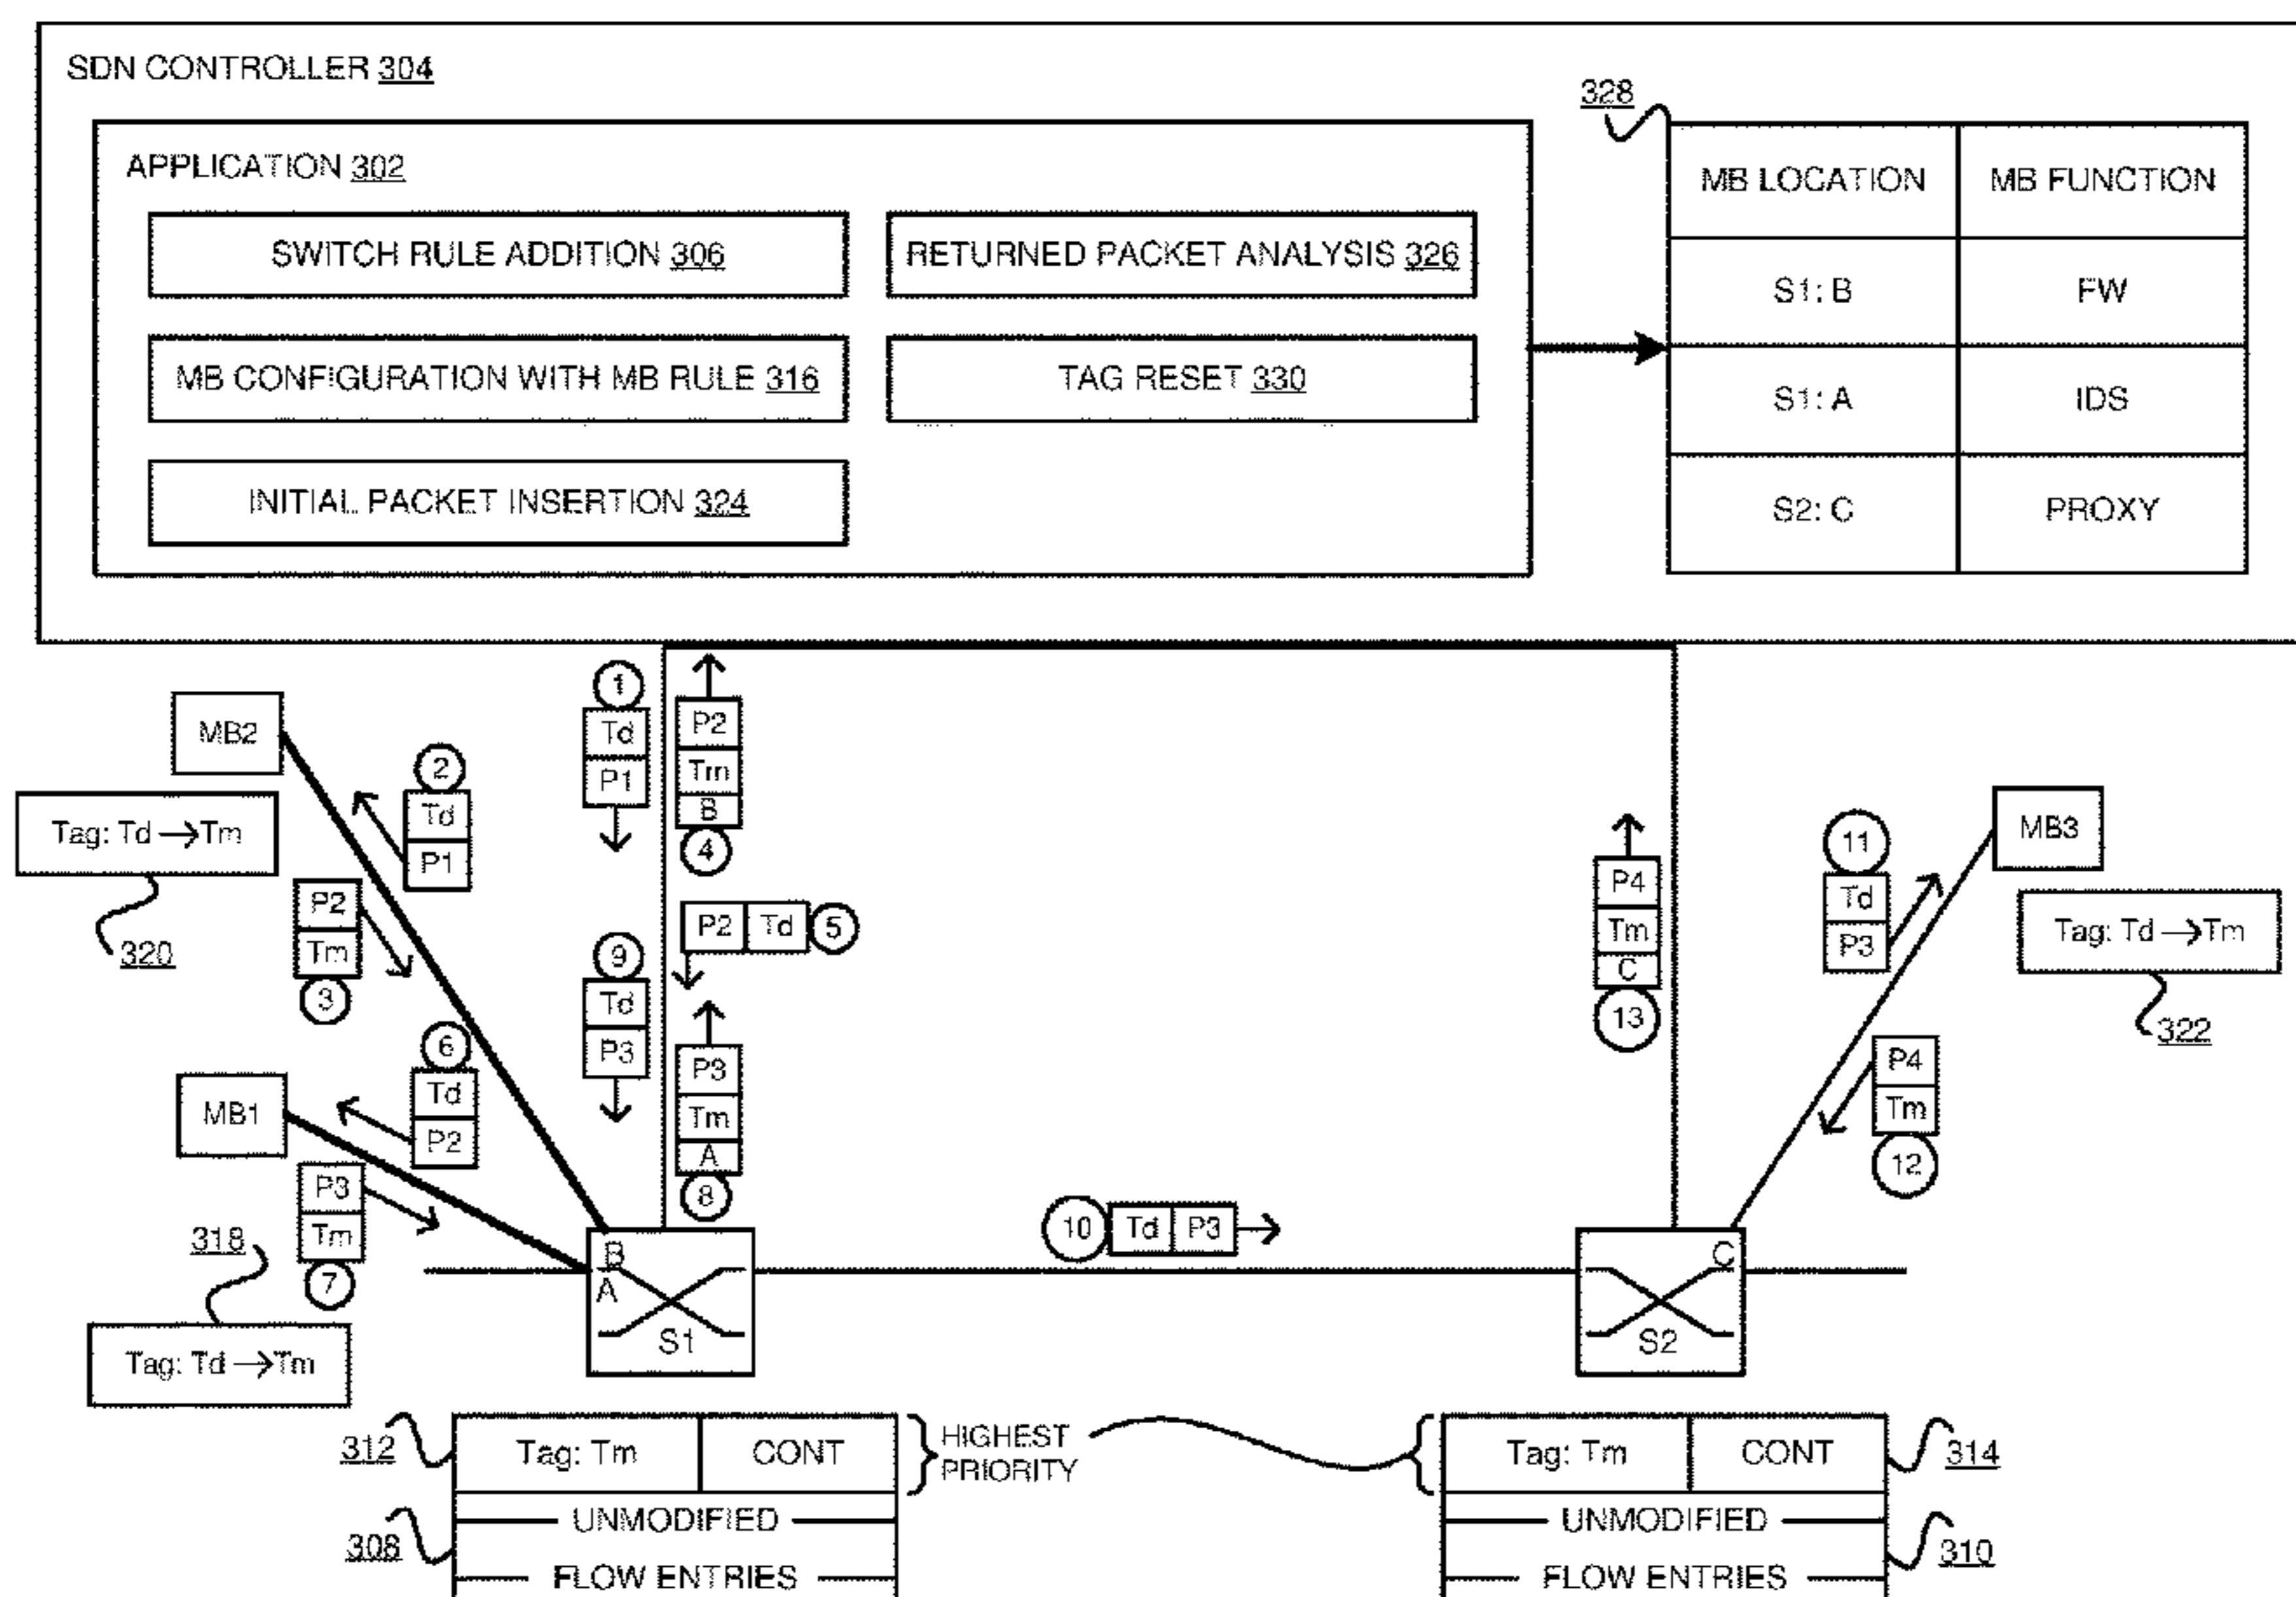 SDN CONTROLLER 304
328
APPLICATION 302
MB LOCATION MB FUNCTION
SWITCH RULE ADDITION 306 RETURNED PACKET ANALYSIS 326
S1: B FW
MB CONFIGURATION WITH MB RULE 316 TAG RESET 330
S1: A IDS
INITIAL PACKET INSERTION 324
S2: C PROXY
1
Td
P1
P2
Tm
B
4
MB2
2
Td
P1
Tag: Td →Tm
320
P2
Tm
3
P2 Td 5
9
Td
P3
P3
Tm
A
8
6
Td
P2
MB1
P3
Tm
7
318
Tag: Td →Tm
B
A
S1
10 Td P3
P4
Tm
C
13
11
Td
P3
MB3
Tag: Td →Tm
322
P4
Tm
12
C
S2
312 Tag: Tm CONT
HIGHEST
PRIORITY
Tag: Tm CONT 314
308 UNMODIFIED
FLOW ENTRIES
UNMODIFIED 310
FLOW ENTRIES